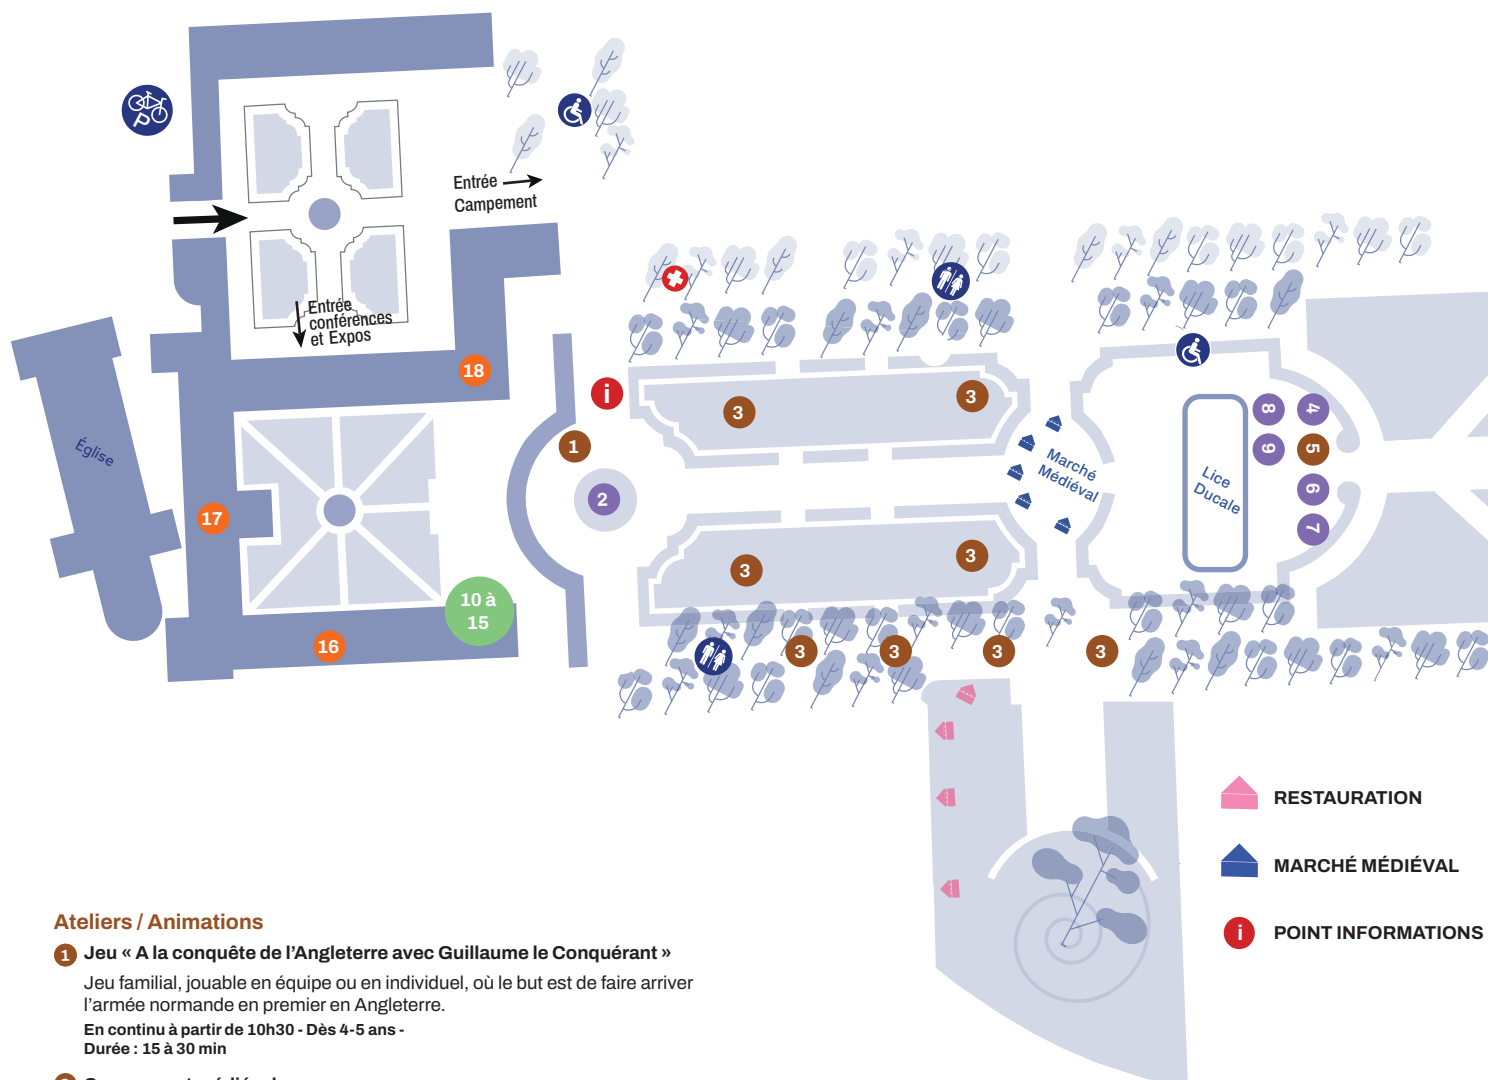 Entrée
Campement
Entrée
conférences
et Expos
18
i
3
3
8
4
1
Marché
Médiéval
9
5
Église
Lice
Ducale
2
6
17
7
3
3
10 à
15
16
3
3
3
3
P
RESTAURATION
MARCHÉ MÉDIÉVAL
i POINT INFORMATIONS
Ateliers / Animations
1 Jeu « A la conquête de l’Angleterre avec Guillaume le Conquérant »
Jeu familial, jouable en équipe ou en individuel, où le but est de faire arriver
l’armée normande en premier en Angleterre.
En continu à partir de 10h30 - Dès 4-5 ans -
Durée : 15 à 30 min